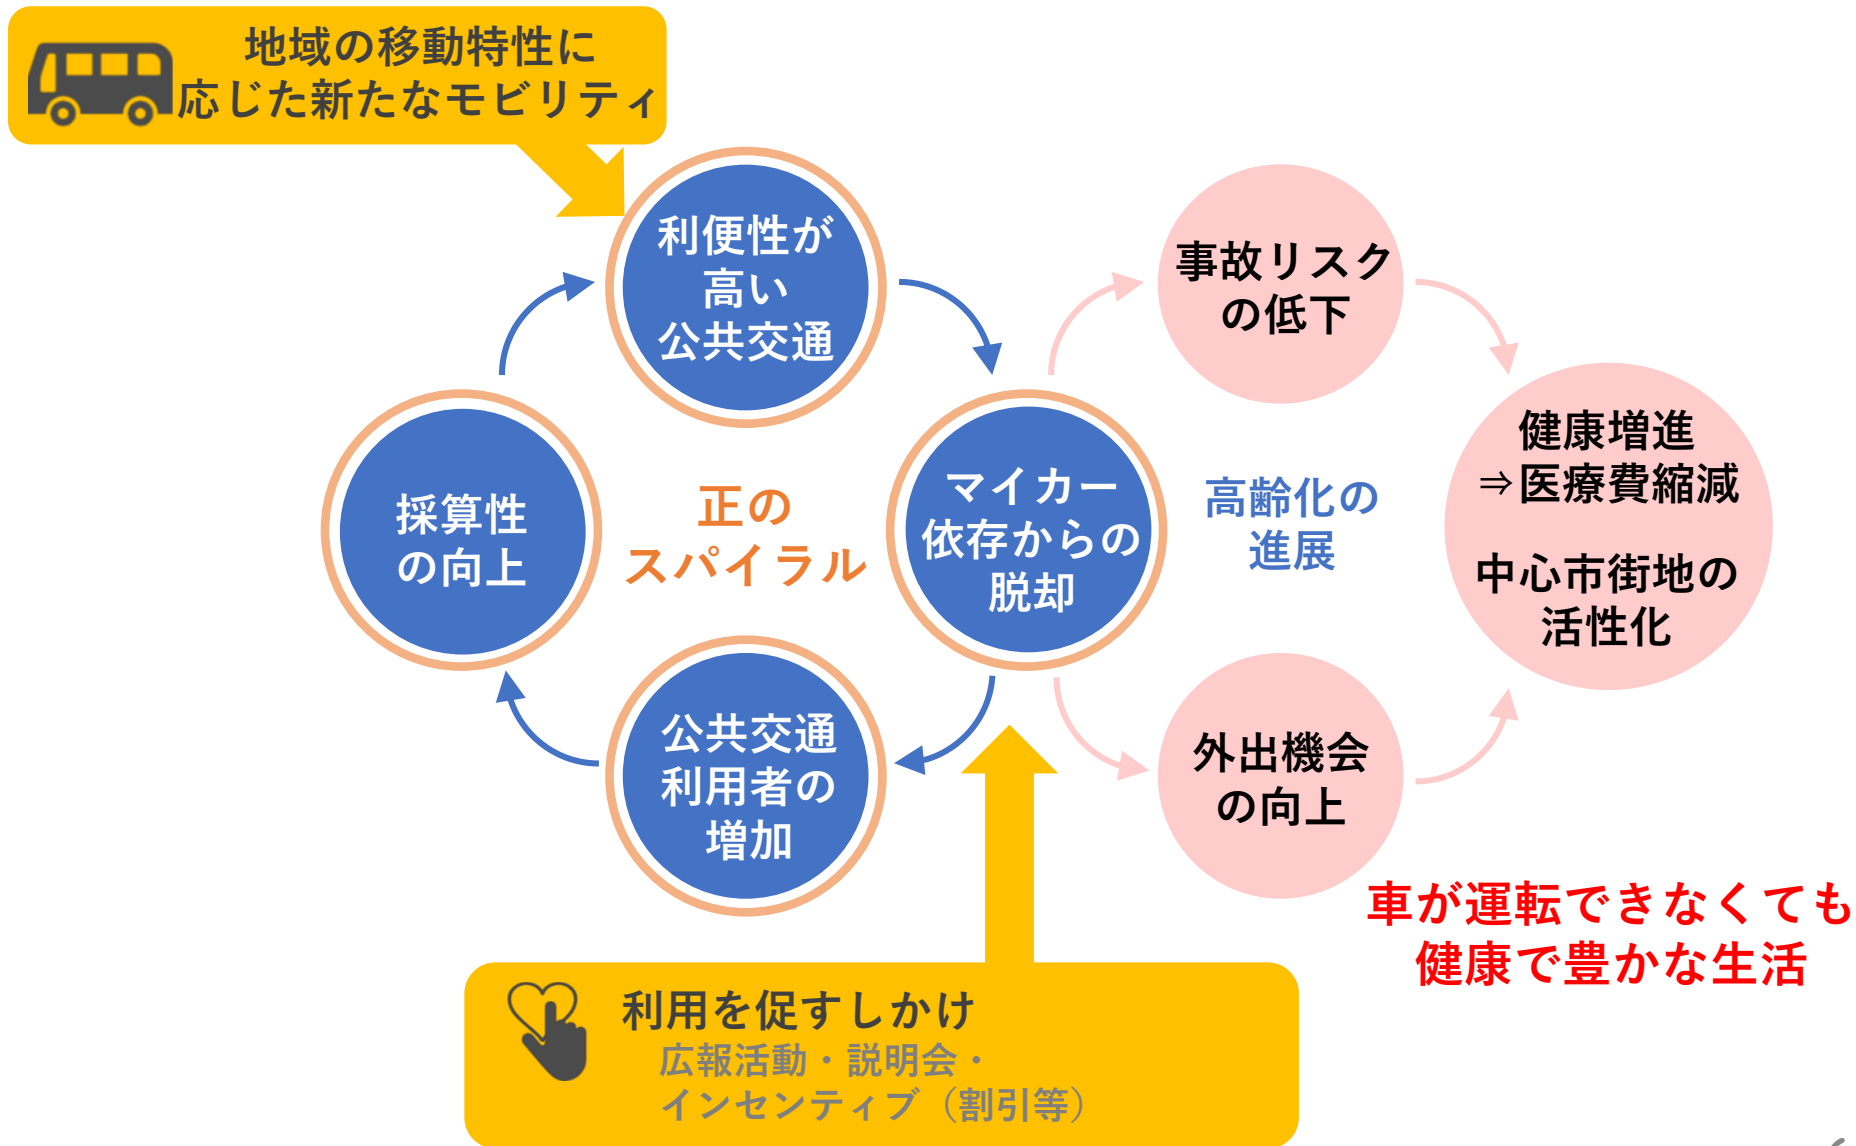 地域の移動特性に
応じた新たなモビリティ
利便性が
高い
公共交通
事故リスク
の低下
採算性
の向上
正の
スパイラル
マイカー
依存からの
脱却
高齢化の
進展
健康増進
⇒医療費縮減
中心市街地の
活性化
公共交通
利用者の
増加
外出機会
の向上
車が運転できなくても
健康で豊かな生活
利用を促すしかけ
広報活動・説明会・
インセンティブ（割引等）